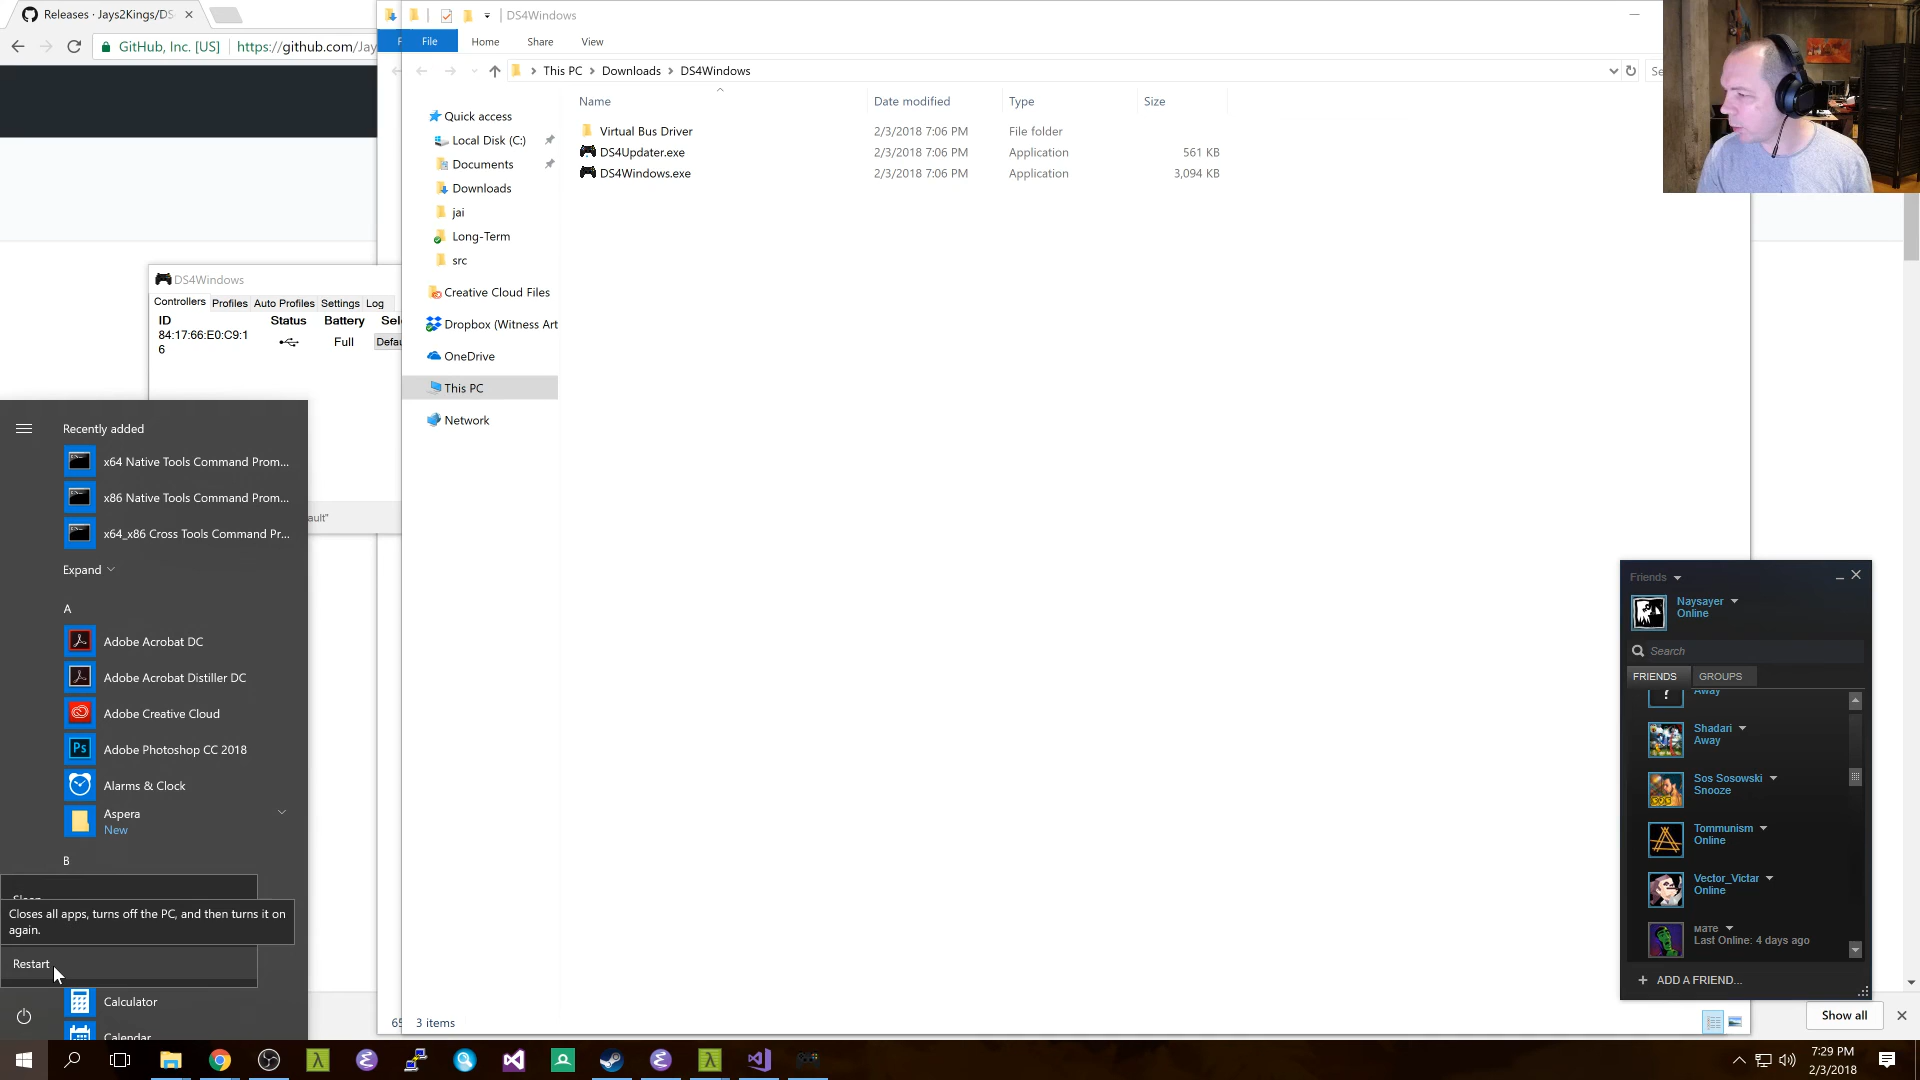 Releases · Jays2Kings/DS
GitHub, Inc. [US]
https://github.com/Jay
DS4Windows
File
Home
Share
View
This PC
Downloads
DS4Windows
Se
Name
Date modified
Type
Size
Virtual Bus Driver
2/3/2018 7:06 PM
File folder
DS4Updater.exe
2/3/2018 7:06 PM
Application
561 KB
DS4Windows.exe
2/3/2018 7:06 PM
Application
3,094 KB
Quick access
Local Disk (C:)
Documents
Downloads
jai
Long-Term
src
Creative Cloud Files
Dropbox (Witness Art
OneDrive
This PC
Network
65
3 items
DS4Windows
Controllers
Profiles
Auto Profiles
Settings
Log
ID
Status
Battery
Sel
84:17:66:E0:C9:1
6
Full
Defau
ault"
Recently added
x64 Native Tools Command Prom...
x86 Native Tools Command Prom...
x64_x86 Cross Tools Command Pr...
Expand
A
Adobe Acrobat DC
Adobe Acrobat Distiller DC
Adobe Creative Cloud
Adobe Photoshop CC 2018
Alarms & Clock
Aspera
New
B
Sleep
Closes all apps, turns off the PC, and then turns it on
again.
Restart
Calculator
Calendar
Friends
Naysayer
Online
Search
FRIENDS
GROUPS
Away
Shadari
Away
Sos Sosowski
Snooze
Tommunism
Online
Vector_Victar
Online
мате
Last Online: 4 days ago
+ ADD A FRIEND...
Show all
7:29 PM
2/3/2018